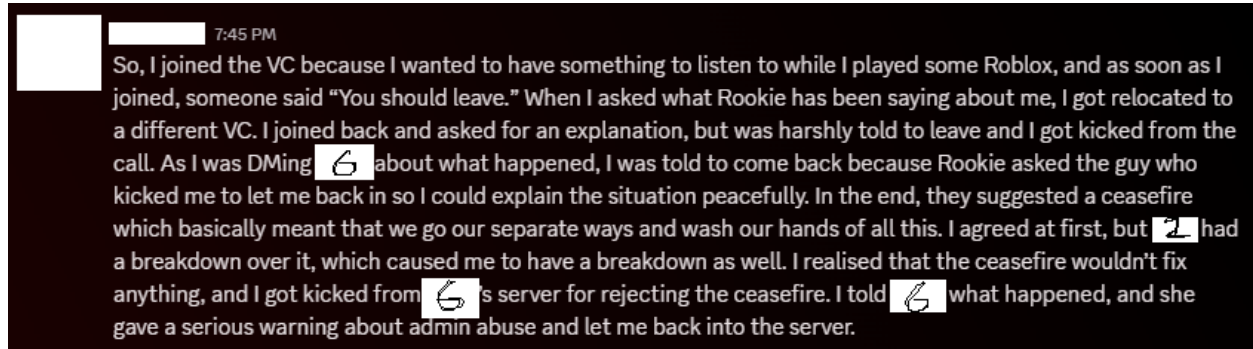 7:45 PM
So, I joined the VC because I wanted to have something to listen to while I played some Roblox, and as soon as I
joined, someone said “You should leave.” When I asked what Rookie has been saying about me, I got relocated to
a different VC. I joined back and asked for an explanation, but was harshly told to leave and I got kicked from the
call. As I was DMing 6 about what happened, I was told to come back because Rookie asked the guy who
kicked me to let me back in so I could explain the situation peacefully. In the end, they suggested a ceasefire
which basically meant that we go our separate ways and wash our hands of all this. I agreed at first, but 2 had
a breakdown over it, which caused me to have a breakdown as well. I realised that the ceasefire wouldn’t fix
anything, and I got kicked from 6 ’s server for rejecting the ceasefire. I told 6 what happened, and she
gave a serious warning about admin abuse and let me back into the server.